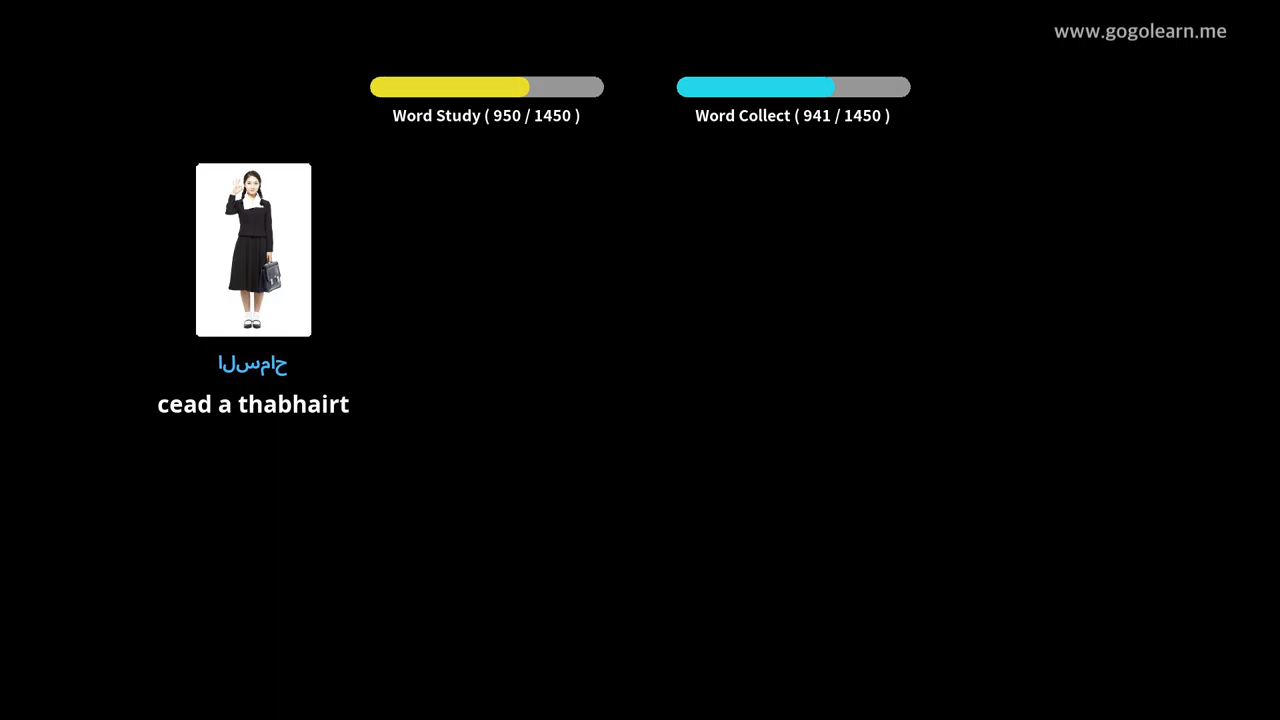 www.gogolearn.me
Word Study ( 950 / 1450 )
Word Collect ( 941 / 1450 )
السماح
cead a thabhairt